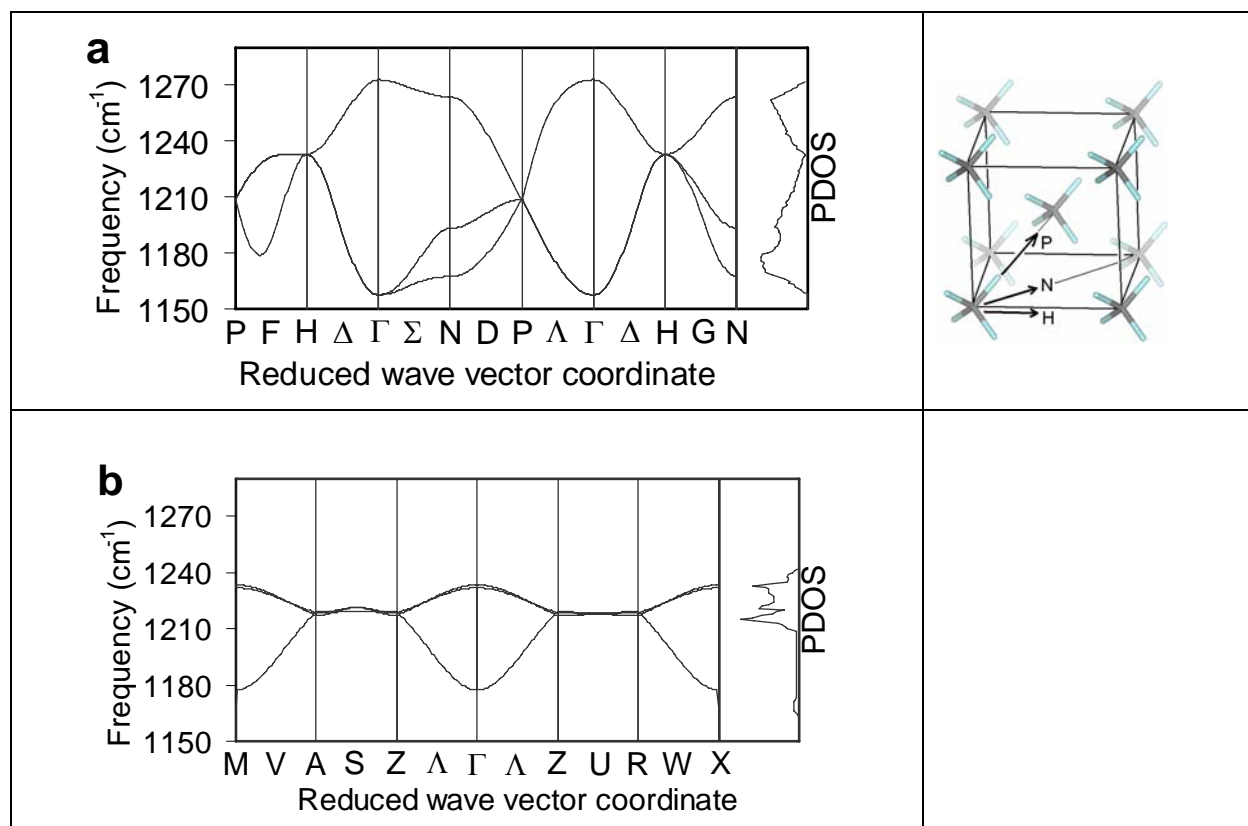 a
Frequency (cm-1)
1270
1240
1210
1180
1150
P F H Δ Γ Σ N D P Λ Γ Δ H G N
Reduced wave vector coordinate
PDOS
P
N
H
b
Frequency (cm-1)
1270
1240
1210
1180
1150
M V A S Z Λ Γ Λ Z U R W X
Reduced wave vector coordinate
PDOS